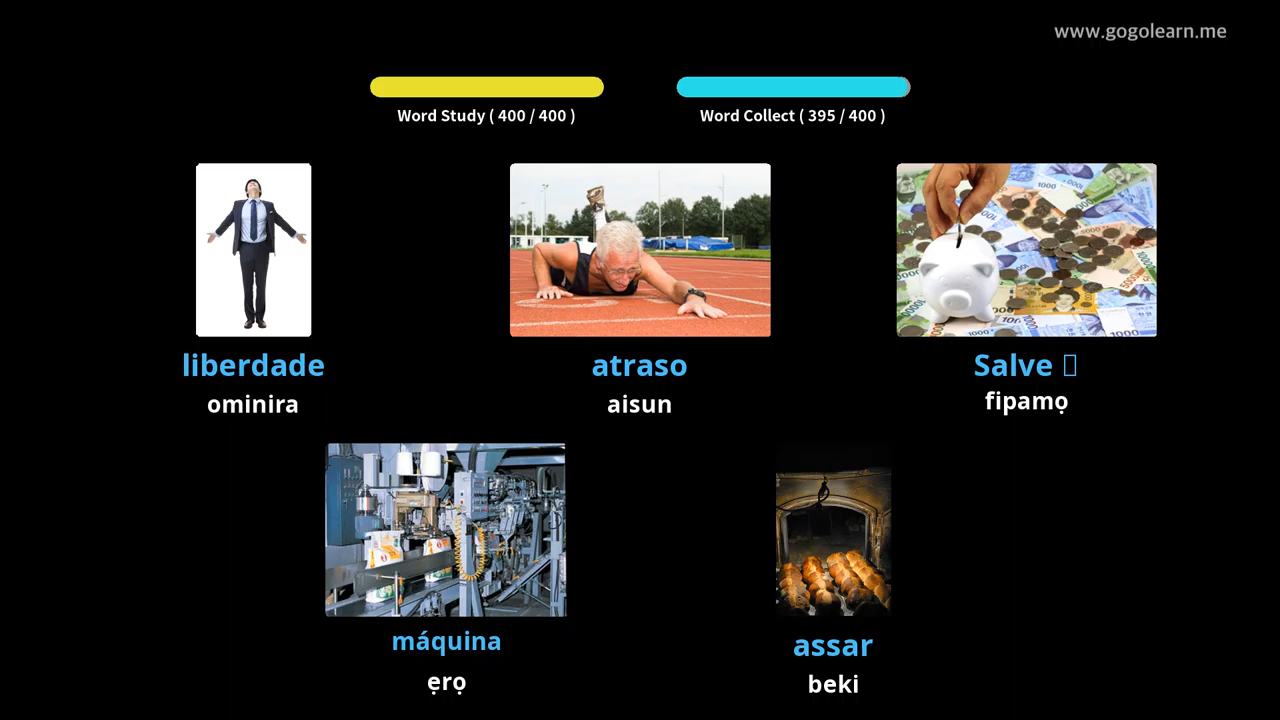 www.gogolearn.me
Word Study ( 400 / 400 )
Word Collect ( 395 / 400 )
liberdade
ominira
atraso
aisun
Salve
fipamọ
máquina
ẹrọ
assar
beki